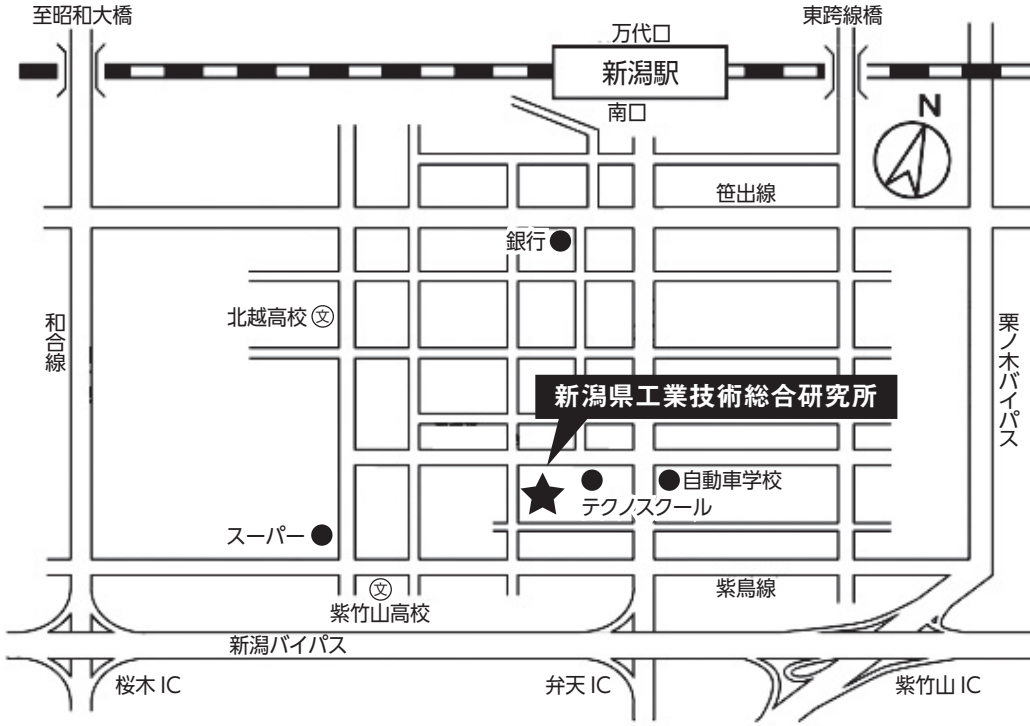 至昭和大橋
東跨線橋
万代口
新潟駅
南口
N
笹出線
銀行
北越高校 文
和合線
栗ノ木バイパス
新潟県工業技術総合研究所
自動車学校
テクノスクール
スーパー
文
紫竹山高校
紫鳥線
新潟バイパス
桜木 IC
弁天 IC
紫竹山 IC